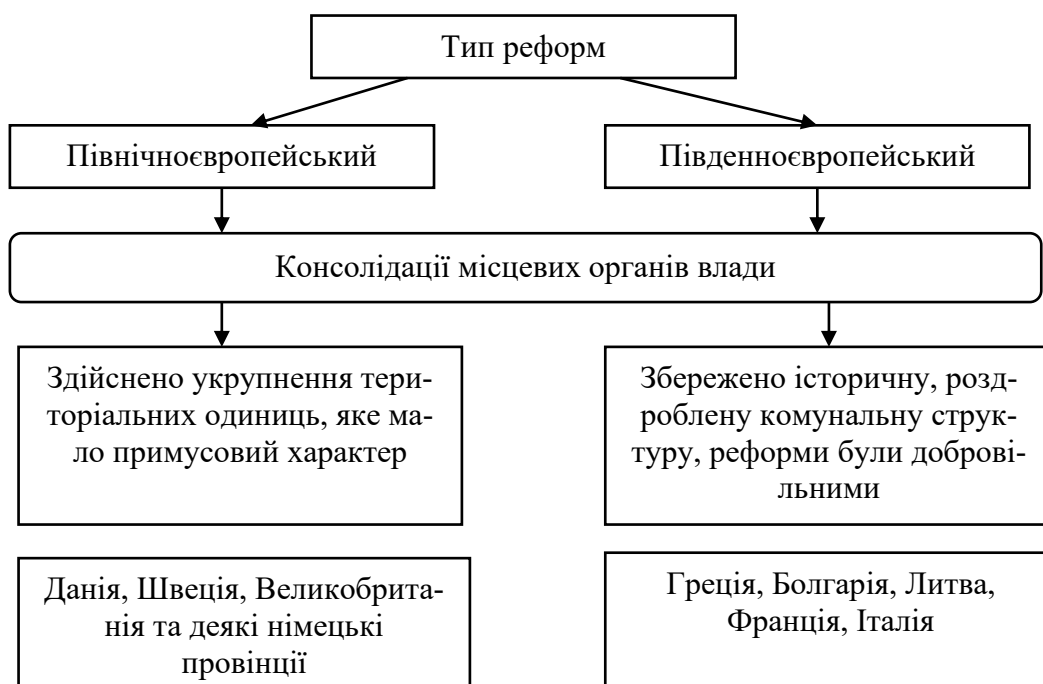 Тип реформ
Північноєвропейський
Південноєвропейський
Консолідації місцевих органів влади
Здійснено укрупнення тери-
торіальних одиниць, яке ма-
ло примусовий характер
Збережено історичну, розд-
роблену комунальну струк-
туру, реформи були доброві-
льними
Данія, Швеція, Великобрита-
нія та деякі німецькі
провінції
Греція, Болгарія, Литва,
Франція, Італія